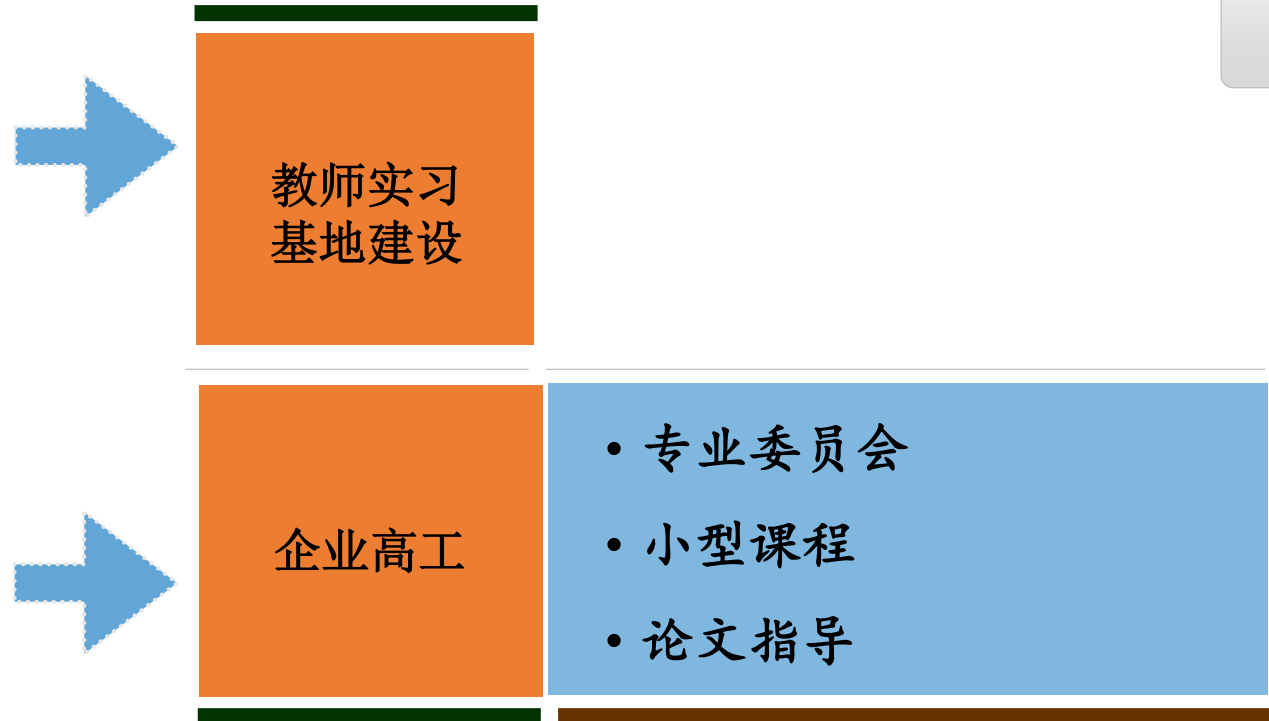 教师实习
基地建设
企业高工
• 专业委员会
• 小型课程
• 论文指导